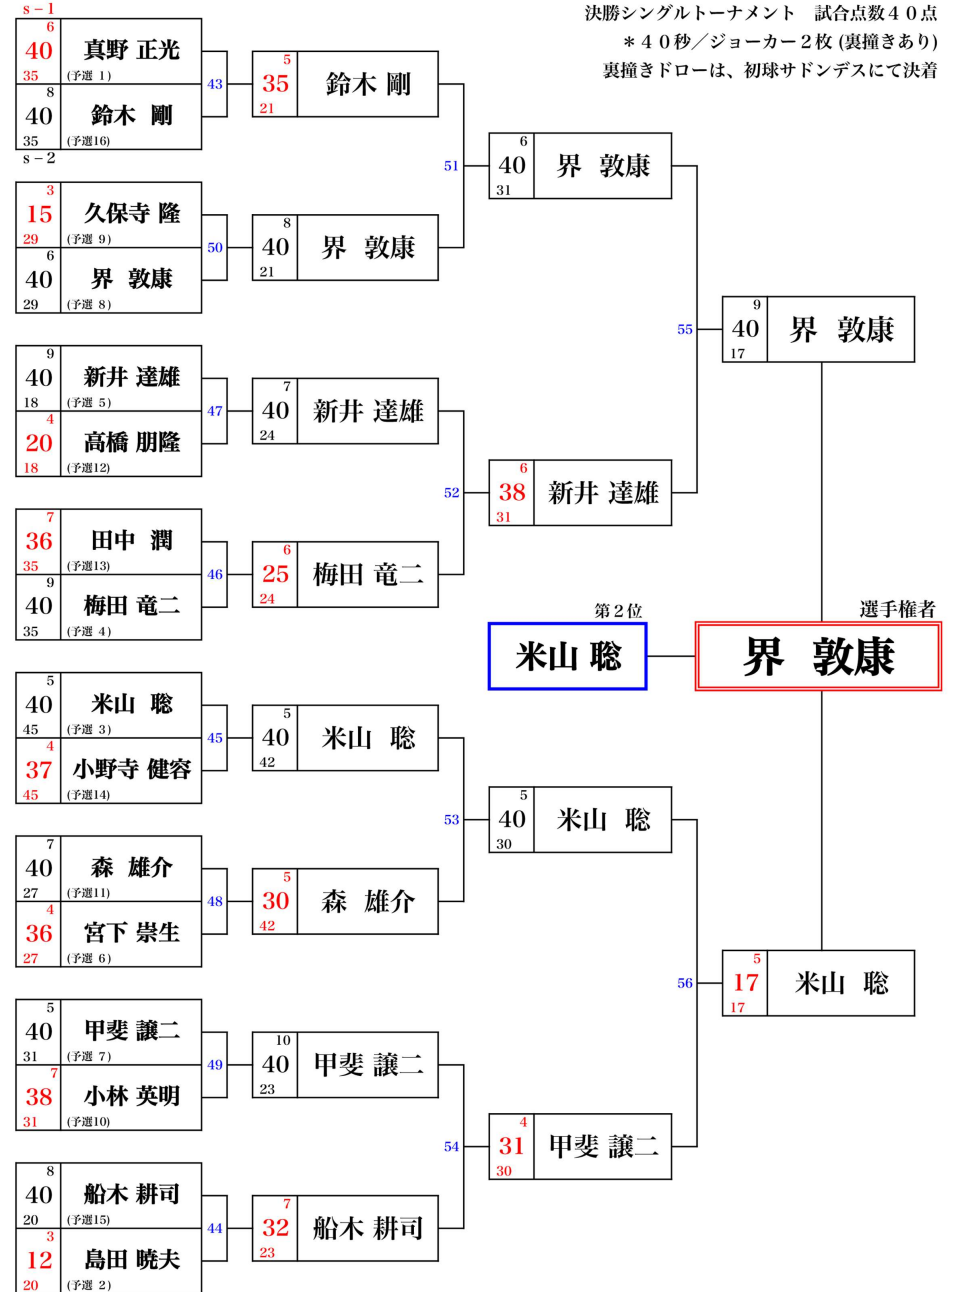 決勝シングルトーナメント　試合点数４０点
＊４０秒／ジョーカー２枚 (裏撞きあり)
裏撞きドローは、初球サドンデスにて決着
s－1
6
40
35
真野 正光
(予選 1)
8
40
35
鈴木 剛
(予選16)
s－2
43
3
15
29
久保寺 隆
(予選 9)
6
40
29
界 敦康
(予選 8)
50
9
40
18
新井 達雄
(予選 5)
4
20
18
高橋 朋隆
(予選12)
47
7
36
35
田中 潤
(予選13)
9
40
35
梅田 竜二
(予選 4)
46
5
40
45
米山 聡
(予選 3)
4
37
45
小野寺 健容
(予選14)
45
7
40
27
森 雄介
(予選11)
4
36
27
宮下 崇生
(予選 6)
48
5
40
31
甲斐 譲二
(予選 7)
7
38
31
小林 英明
(予選10)
49
8
40
20
船木 耕司
(予選15)
3
12
20
島田 暁夫
(予選 2)
44
5
35
21
鈴木 剛
8
40
21
界 敦康
51
7
40
24
新井 達雄
6
25
24
梅田 竜二
52
5
40
42
米山 聡
5
30
42
森 雄介
53
10
40
23
甲斐 譲二
7
32
23
船木 耕司
54
6
40
31
界 敦康
6
38
31
新井 達雄
55
5
40
30
米山 聡
4
31
30
甲斐 譲二
56
9
40
17
界 敦康
5
17
17
米山 聡
第２位
米山 聡
選手権者
界 敦康